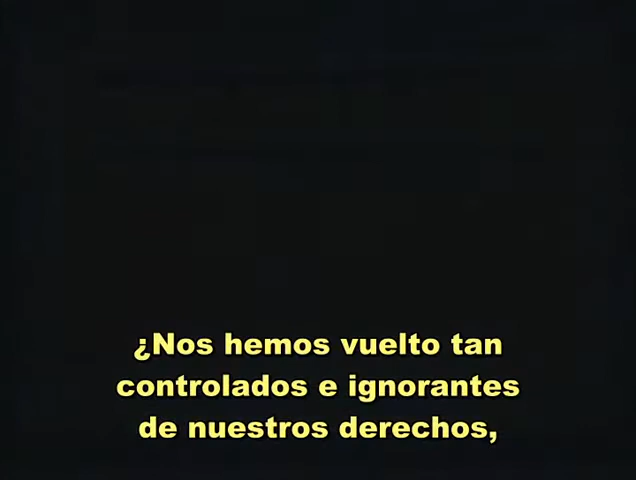 ¿Nos hemos vuelto tan
controlados e ignorantes
de nuestros derechos,